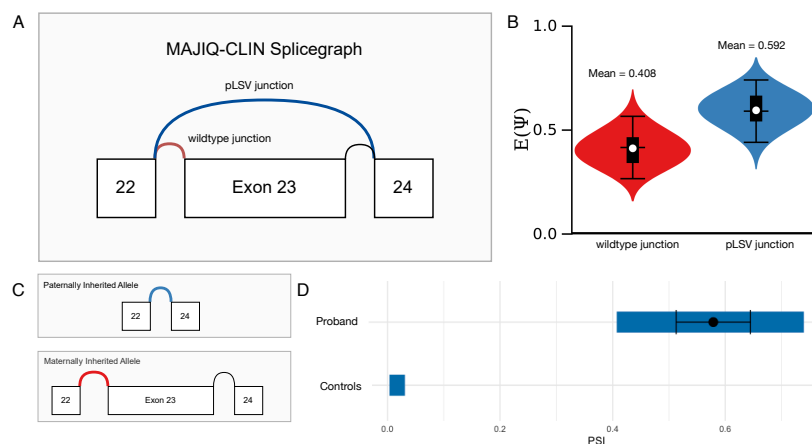 A
MAJIQ-CLIN Splicegraph
pLSV junction
wildtype junction
22
Exon 23
24
B
1.0
0.5
0.0
E(Ψ)
Mean = 0.408
Mean = 0.592
wildtype junction
pLSV junction
C
Paternally Inherited Allele
22
24
Maternally Inherited Allele
22
Exon 23
24
D
Proband
Controls
0.0
0.2
0.4
0.6
PSI